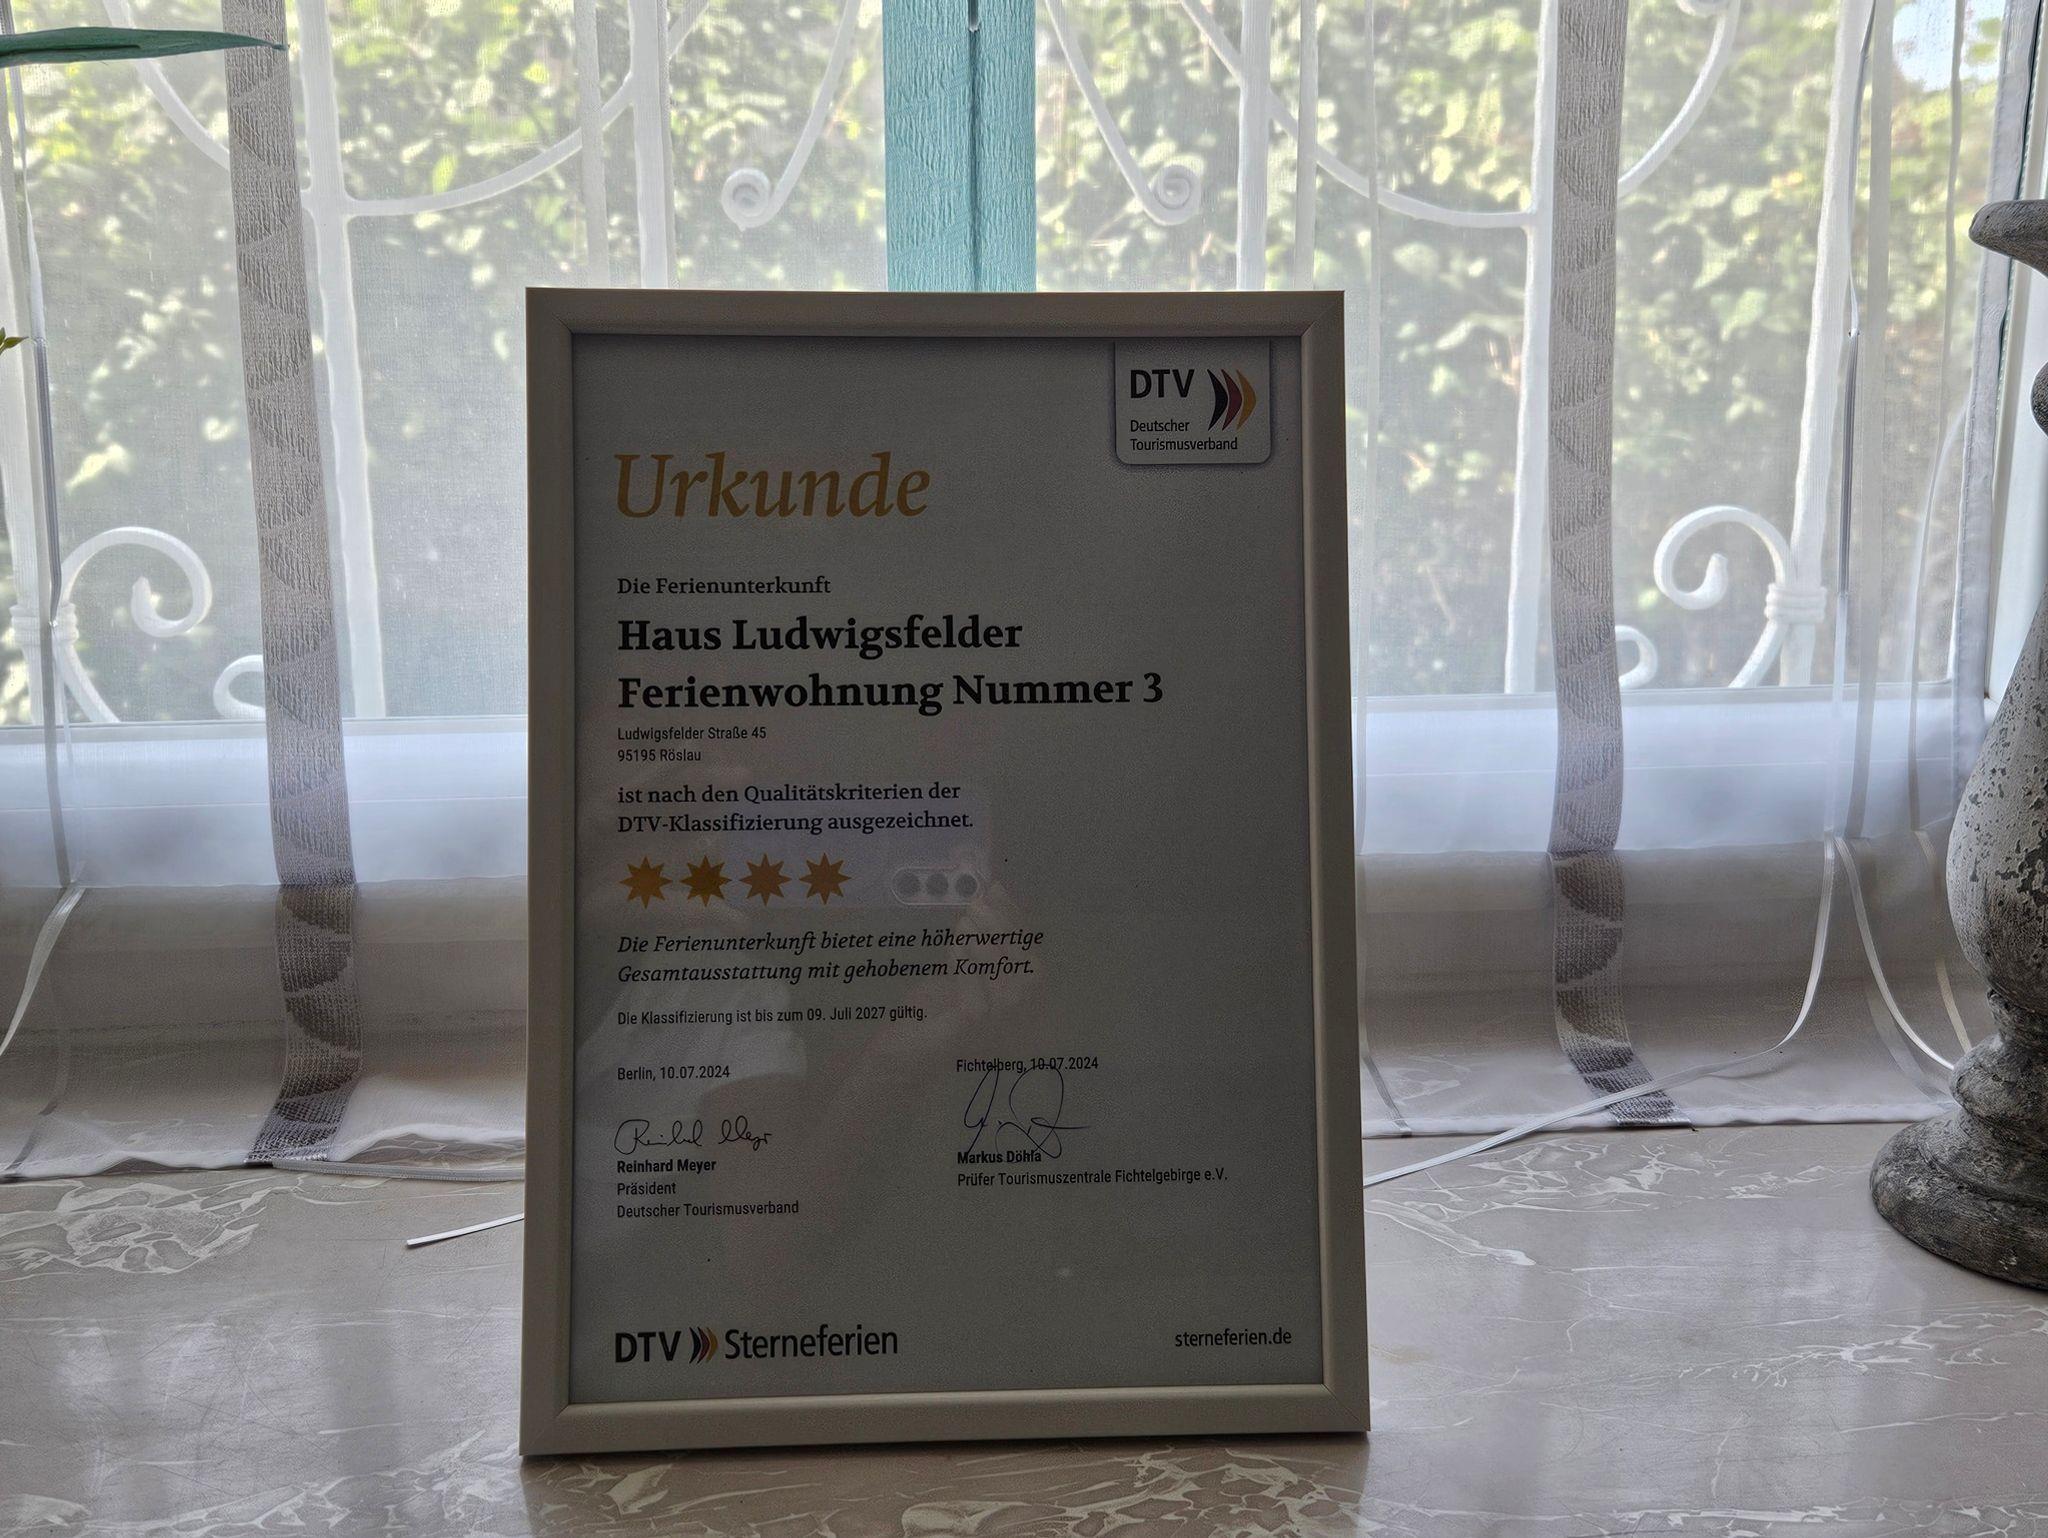 DTV
Deutscher
Tourismusverband
Urkunde
Die Ferienunterkunft
Haus Ludwigsfelder
Ferienwohnung Nummer 3
Ludwigsfelder Straße 45
95195 Röslau
ist nach den Qualitätskriterien der
DTV-Klassifizierung ausgezeichnet.
Die Ferienunterkunft bietet eine höherwertige
Gesamtausstattung mit gehobenem Komfort.
Die Klassifizierung ist bis zum 09. Juli 2027 gültig.
Berlin, 10.07.2024
Reinhard Meyer
Reinhard Meyer
Präsident
Deutscher Tourismusverband
Fichtelberg, 10.07.2024
Markus Döhla
Prüfer Tourismuszentrale Fichtelgebirge e.V.
DTV Sterneferien
sterneferien.de